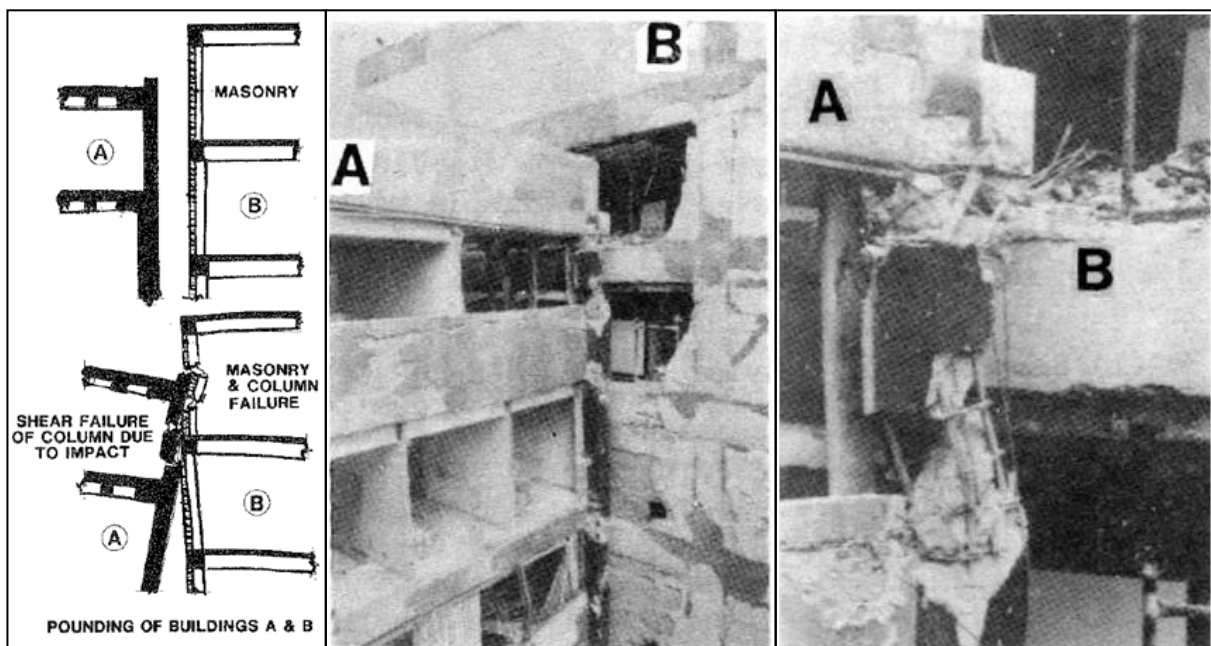 MASONRY
A
B
MASONRY
& COLUMN
FAILURE
SHEAR FAILURE
OF COLUMN DUE
TO IMPACT
B
A
POUNDING OF BUILDINGS A & B
B
A
A
B